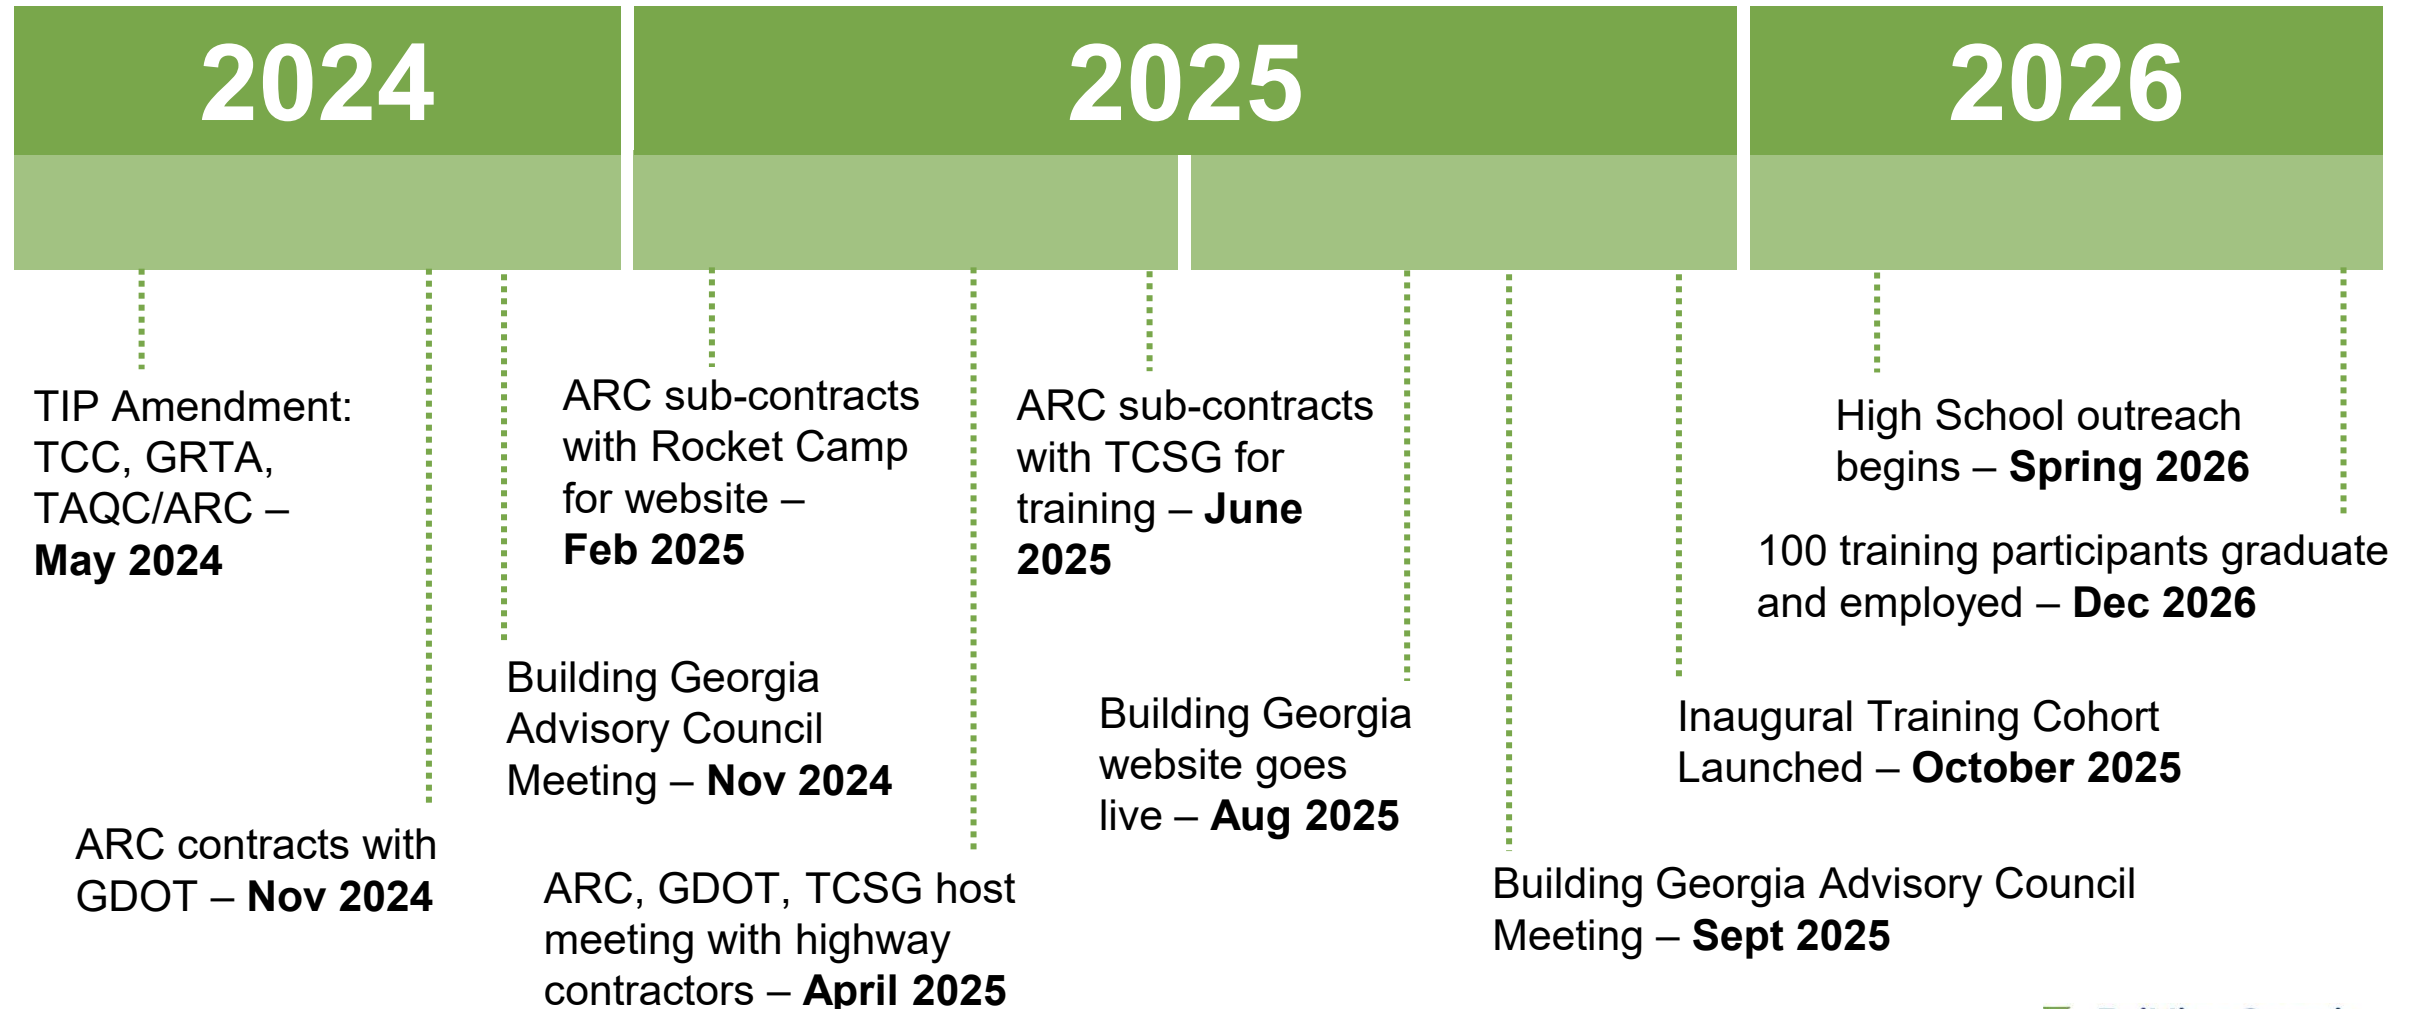 2024
2025
2026
TIP Amendment:
TCC, GRTA,
TAQC/ARC –
May 2024
ARC contracts with
GDOT – Nov 2024
Building Georgia
Advisory Council
Meeting – Nov 2024
ARC sub-contracts
with Rocket Camp
for website –
Feb 2025
ARC, GDOT, TCSG host
meeting with highway
contractors – April 2025
ARC sub-contracts
with TCSG for
training – June
2025
Building Georgia
website goes
live – Aug 2025
Building Georgia Advisory Council
Meeting – Sept 2025
Inaugural Training Cohort
Launched – October 2025
High School outreach
begins – Spring 2026
100 training participants graduate
and employed – Dec 2026